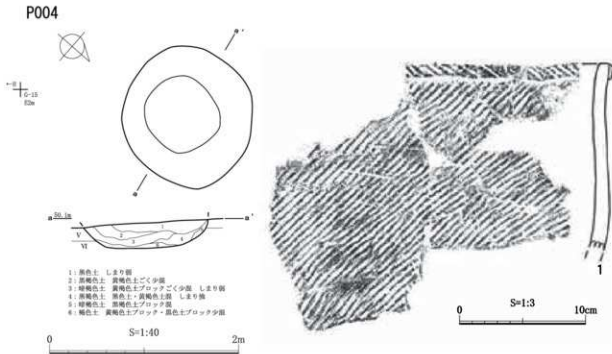 P004
a'
G-15
82m
a
a 50.1m a'
V
VI
1
2
1：黒色土 しまり弱
2：黒褐色土 黄褐色土ごく少混
3：暗褐色土 黄褐色土ブロックごく少混 しまり弱
4：黒褐色土 黒色土・黄褐色土混 しまり強
5：暗褐色土 黒褐色土ブロック混
6：褐色土 黄褐色土ブロック・黒色土ブロック少混
S=1:40
0 2m
1
S=1:3
0 10cm